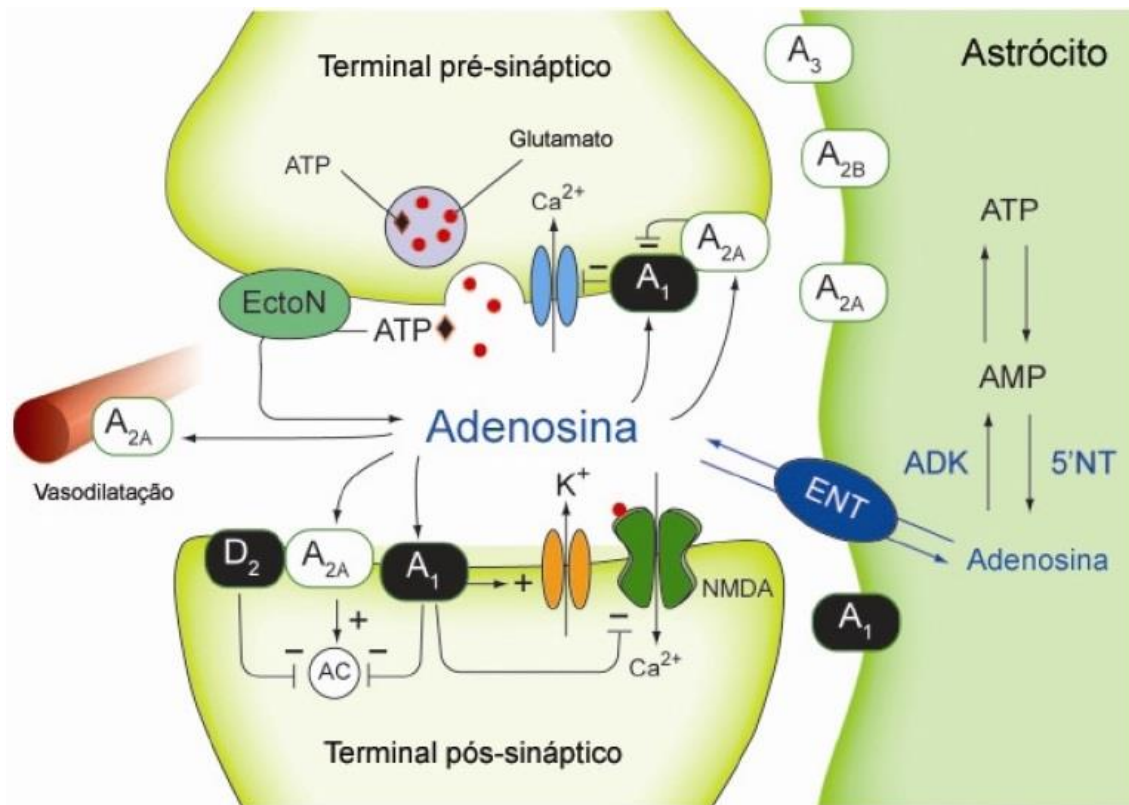 Terminal pré-sináptico
Astrócito
A3
Glutamato
ATP
Ca2+
A2B
A2A
A1
ATP
EctoN
ATP
A2A
AMP
Adenosina
A2A
Vasodilatação
K+
ADK
5'NT
ENT
Adenosina
D2
A2A
A1
+
NMDA
A1
+
−
−
−
AC
Ca2+
Terminal pós-sináptico